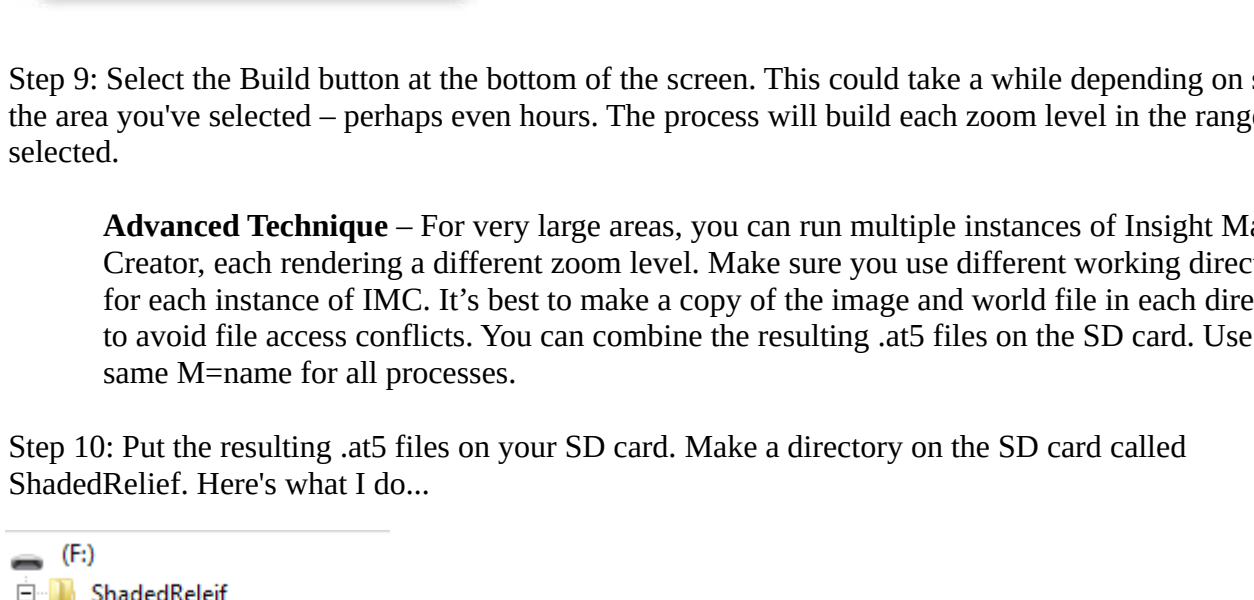 Step 9: Select the Build button at the bottom of the screen. This could take a while depending on
the area you've selected – perhaps even hours. The process will build each zoom level in the
selected.
Advanced Technique – For very large areas, you can run multiple instances of Insight
Creator, each rendering a different zoom level. Make sure you use different working
for each instance of IMC. It’s best to make a copy of the image and world file in each
to avoid file access conflicts. You can combine the resulting .at5 files on the SD card. Use
same M=name for all processes.
Step 10: Put the resulting .at5 files on your SD card. Make a directory on the SD card called
ShadedRelief. Here's what I do...
(F:)
ShadedReleif